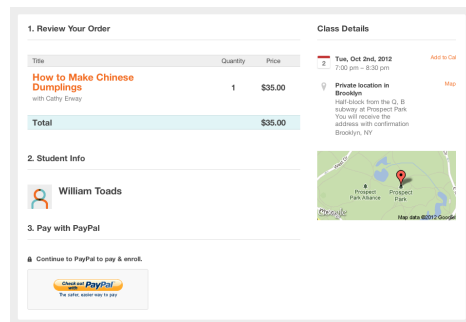 1. Review Your Order
Title Quantity Price
How to Make Chinese
Dumplings
with Cathy Erway
1 $35.00
Total $35.00
2. Student Info
William Toads
3. Pay with PayPal
Continue to PayPal to pay & enroll.
Check out
with PayPal
The safer, easier way to pay
Class Details
2
Tue, Oct 2nd, 2012
7:00 pm – 8:30 pm
Add to Cal
Private location in
Brooklyn
Map
Half-block from the Q, B
subway at Prospect Park
You will receive the
address with confirmation
Brooklyn, NY
Prospect
Park Alliance
Prospect
Park
Google
Map data ©2012 Google